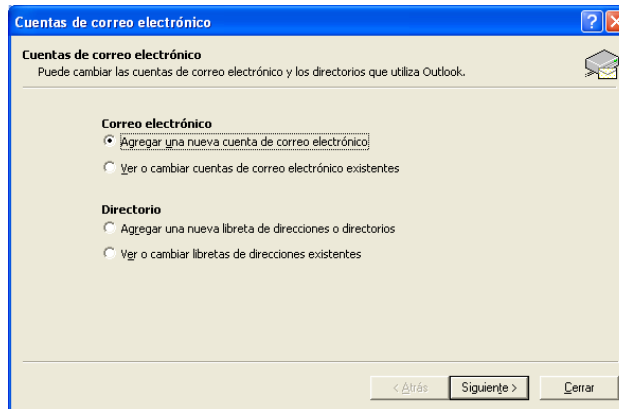 Cuentas de correo electrónico
Cuentas de correo electrónico
Puede cambiar las cuentas de correo electrónico y los directorios que utiliza Outlook.
Correo electrónico
Agregar una nueva cuenta de correo electrónico
Ver o cambiar cuentas de correo electrónico existentes
Directorio
Agregar una nueva libreta de direcciones o directorios
Ver o cambiar libretas de direcciones existentes
< Atrás Siguiente > Cerrar